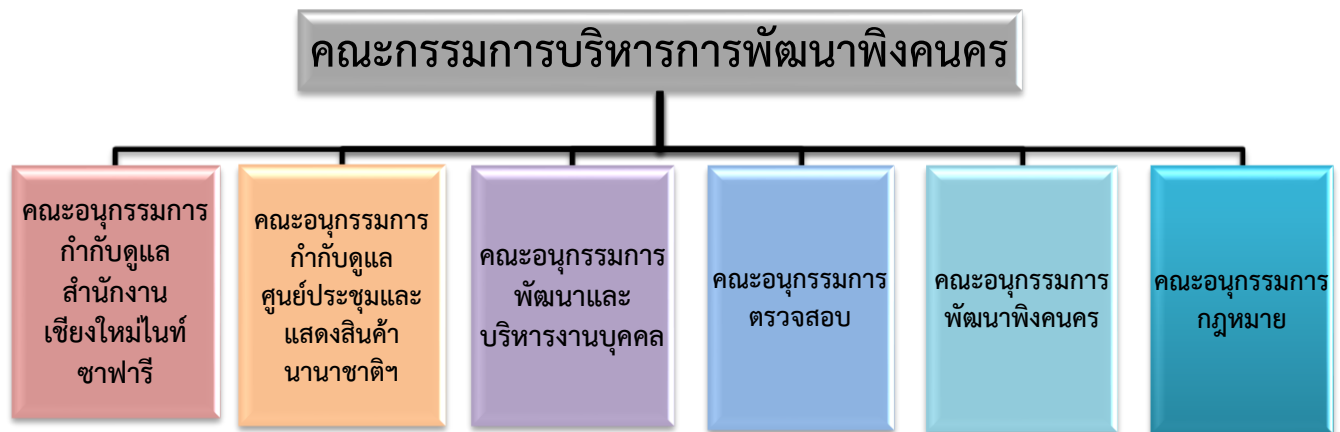 คณะกรรมการบริหารการพัฒนาพิงคนคร
คณะอนุกรรมการ
กำกับดูแล
สำนักงาน
เชียงใหม่ไนท์
ซาฟารี
คณะอนุกรรมการ
กำกับดูแล
ศูนย์ประชุมและ
แสดงสินค้า
นานาชาติฯ
คณะอนุกรรมการ
พัฒนาและ
บริหารงานบุคคล
คณะอนุกรรมการ
ตรวจสอบ
คณะอนุกรรมการ
พัฒนาพิงคนคร
คณะอนุกรรมการ
กฎหมาย